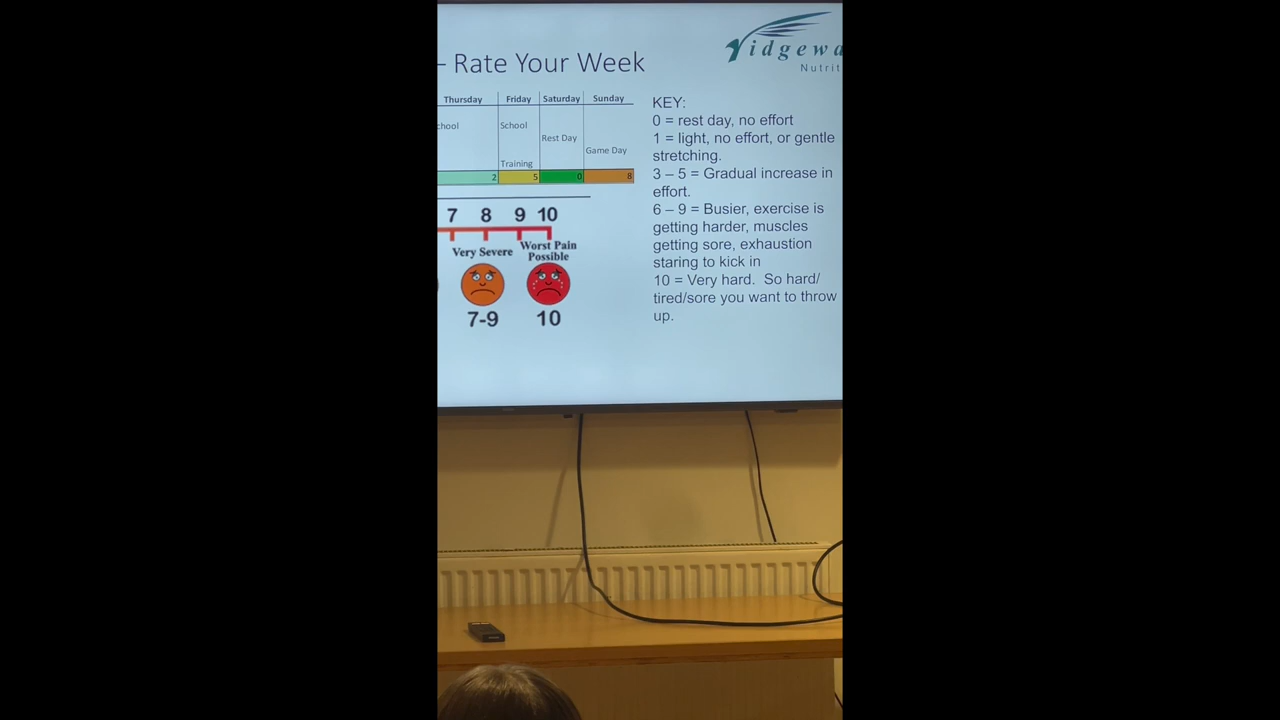 – Rate Your Week
idgewa
Nutrit
Thursday Friday Saturday Sunday
chool School
Rest Day
Game Day
Training
2 5 0 8
7 8 9 10
Very Severe Worst Pain
Possible
7-9 10
KEY:
0 = rest day, no effort
1 = light, no effort, or gentle
stretching.
3 – 5 = Gradual increase in
effort.
6 – 9 = Busier, exercise is
getting harder, muscles
getting sore, exhaustion
staring to kick in
10 = Very hard. So hard/
tired/sore you want to throw
up.